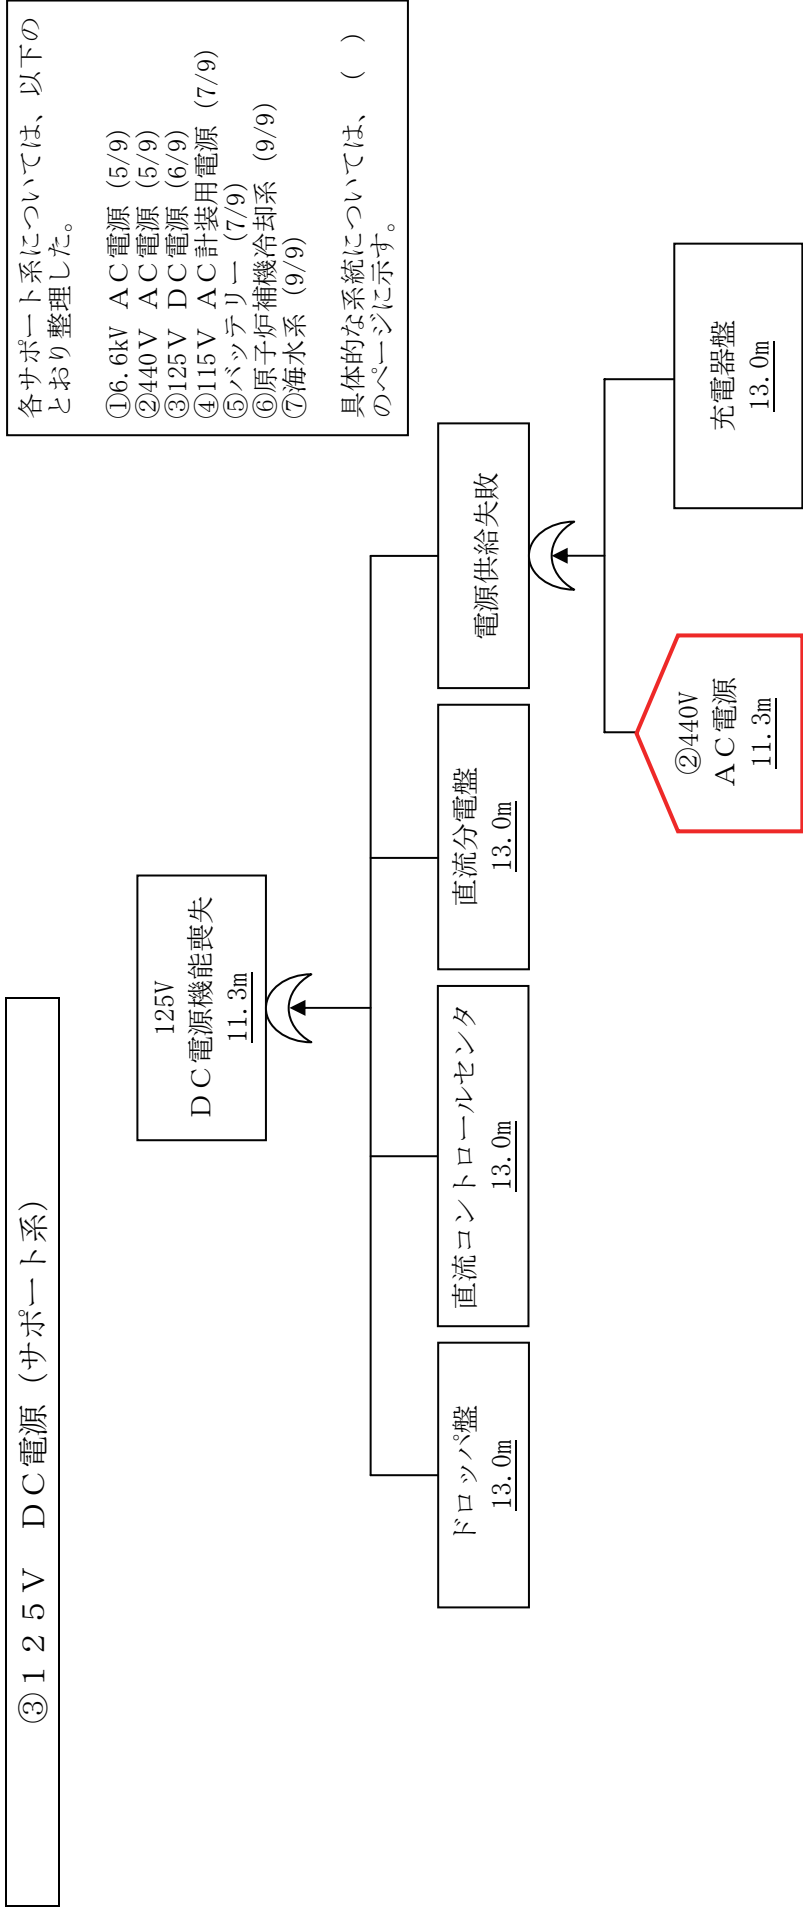 ③１２５Ｖ　ＤＣ電源（サポート系）
各サポート系については、以下の
とおり整理した。
①6.6kV ＡＣ電源（5/9）
②440Ｖ ＡＣ電源（5/9）
③125Ｖ ＤＣ電源（6/9）
④115Ｖ ＡＣ計装用電源（7/9）
⑤バッテリー（7/9）
⑥原子炉補機冷却系（9/9）
⑦海水系（9/9）
具体的な系統については、（　）
のページに示す。
125V
ＤＣ電源機能喪失
11.3m
ドロッパ盤
13.0m
直流コントロールセンタ
13.0m
直流分電盤
13.0m
電源供給失敗
②440V
ＡＣ電源
11.3m
充電器盤
13.0m